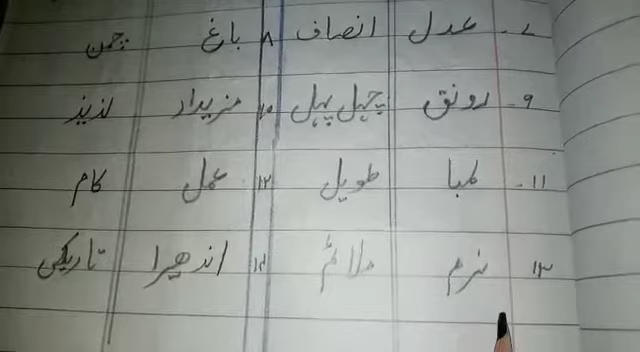 ۷۔ عدل انصاف ۸ باغ چمن
۹۔ رونق چہل پہل ۱۰ مزیدار لذیذ
۱۱۔ لمبا طویل ۱۲ عمل کام
۱۳ نرم ملائم ۱۴ اندھیرا تاریکی